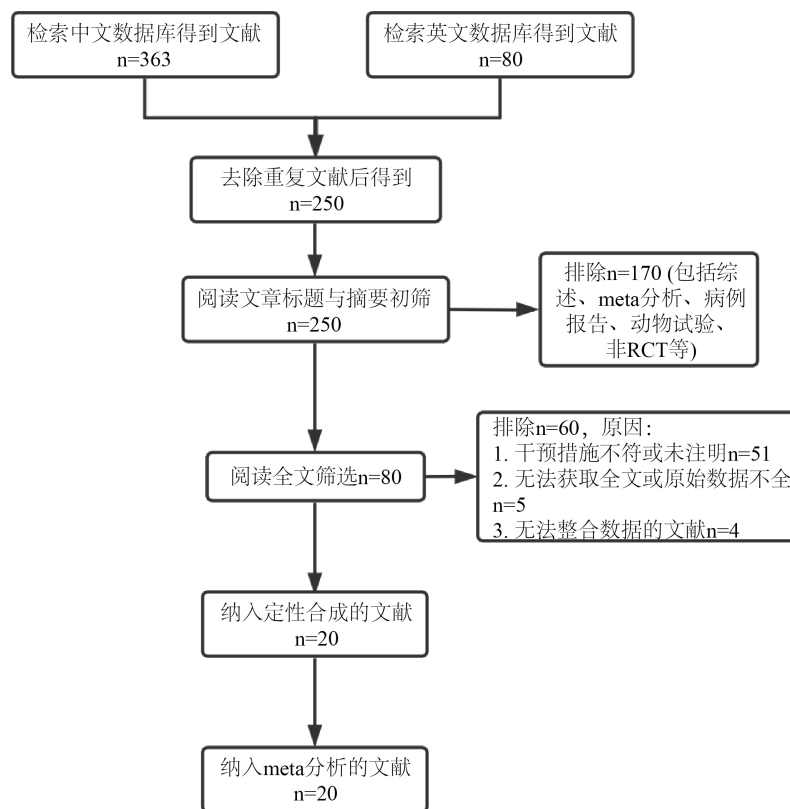 检索中文数据库得到文献
n=363
检索英文数据库得到文献
n=80
去除重复文献后得到
n=250
阅读文章标题与摘要初筛
n=250
排除n=170 (包括综
述、meta分析、病例
报告、动物试验、
非RCT等)
阅读全文筛选n=80
排除n=60，原因：
1. 干预措施不符或未注明n=51
2. 无法获取全文或原始数据不全
n=5
3. 无法整合数据的文献n=4
纳入定性合成的文献
n=20
纳入meta分析的文献
n=20